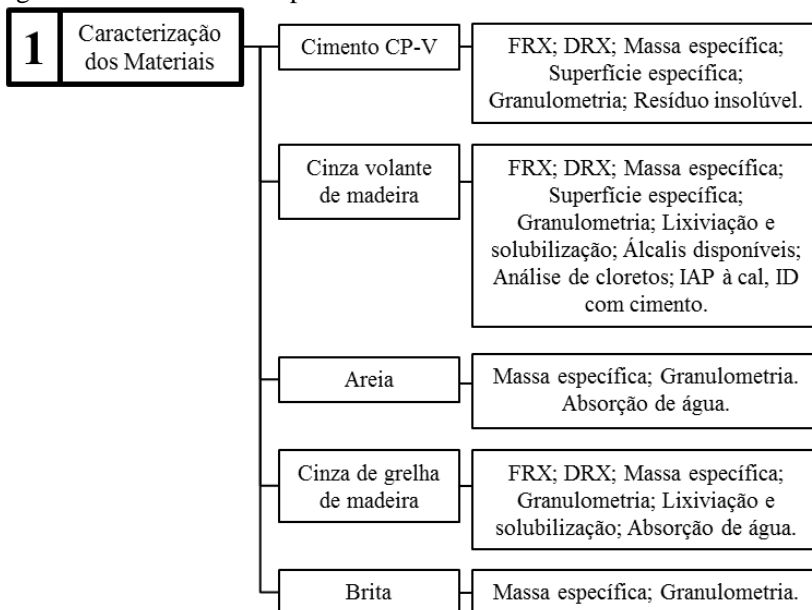 1
Caracterização
dos Materiais
Cimento CP-V
FRX; DRX; Massa específica;
Superfície específica;
Granulometria; Resíduo insolúvel.
Cinza volante
de madeira
FRX; DRX; Massa específica;
Superfície específica;
Granulometria; Lixiviação e
solubilização; Álcalis disponíveis;
Análise de cloretos; IAP à cal, ID
com cimento.
Areia
Massa específica; Granulometria.
Absorção de água.
Cinza de grelha
de madeira
FRX; DRX; Massa específica;
Granulometria; Lixiviação e
solubilização; Absorção de água.
Brita
Massa específica; Granulometria.